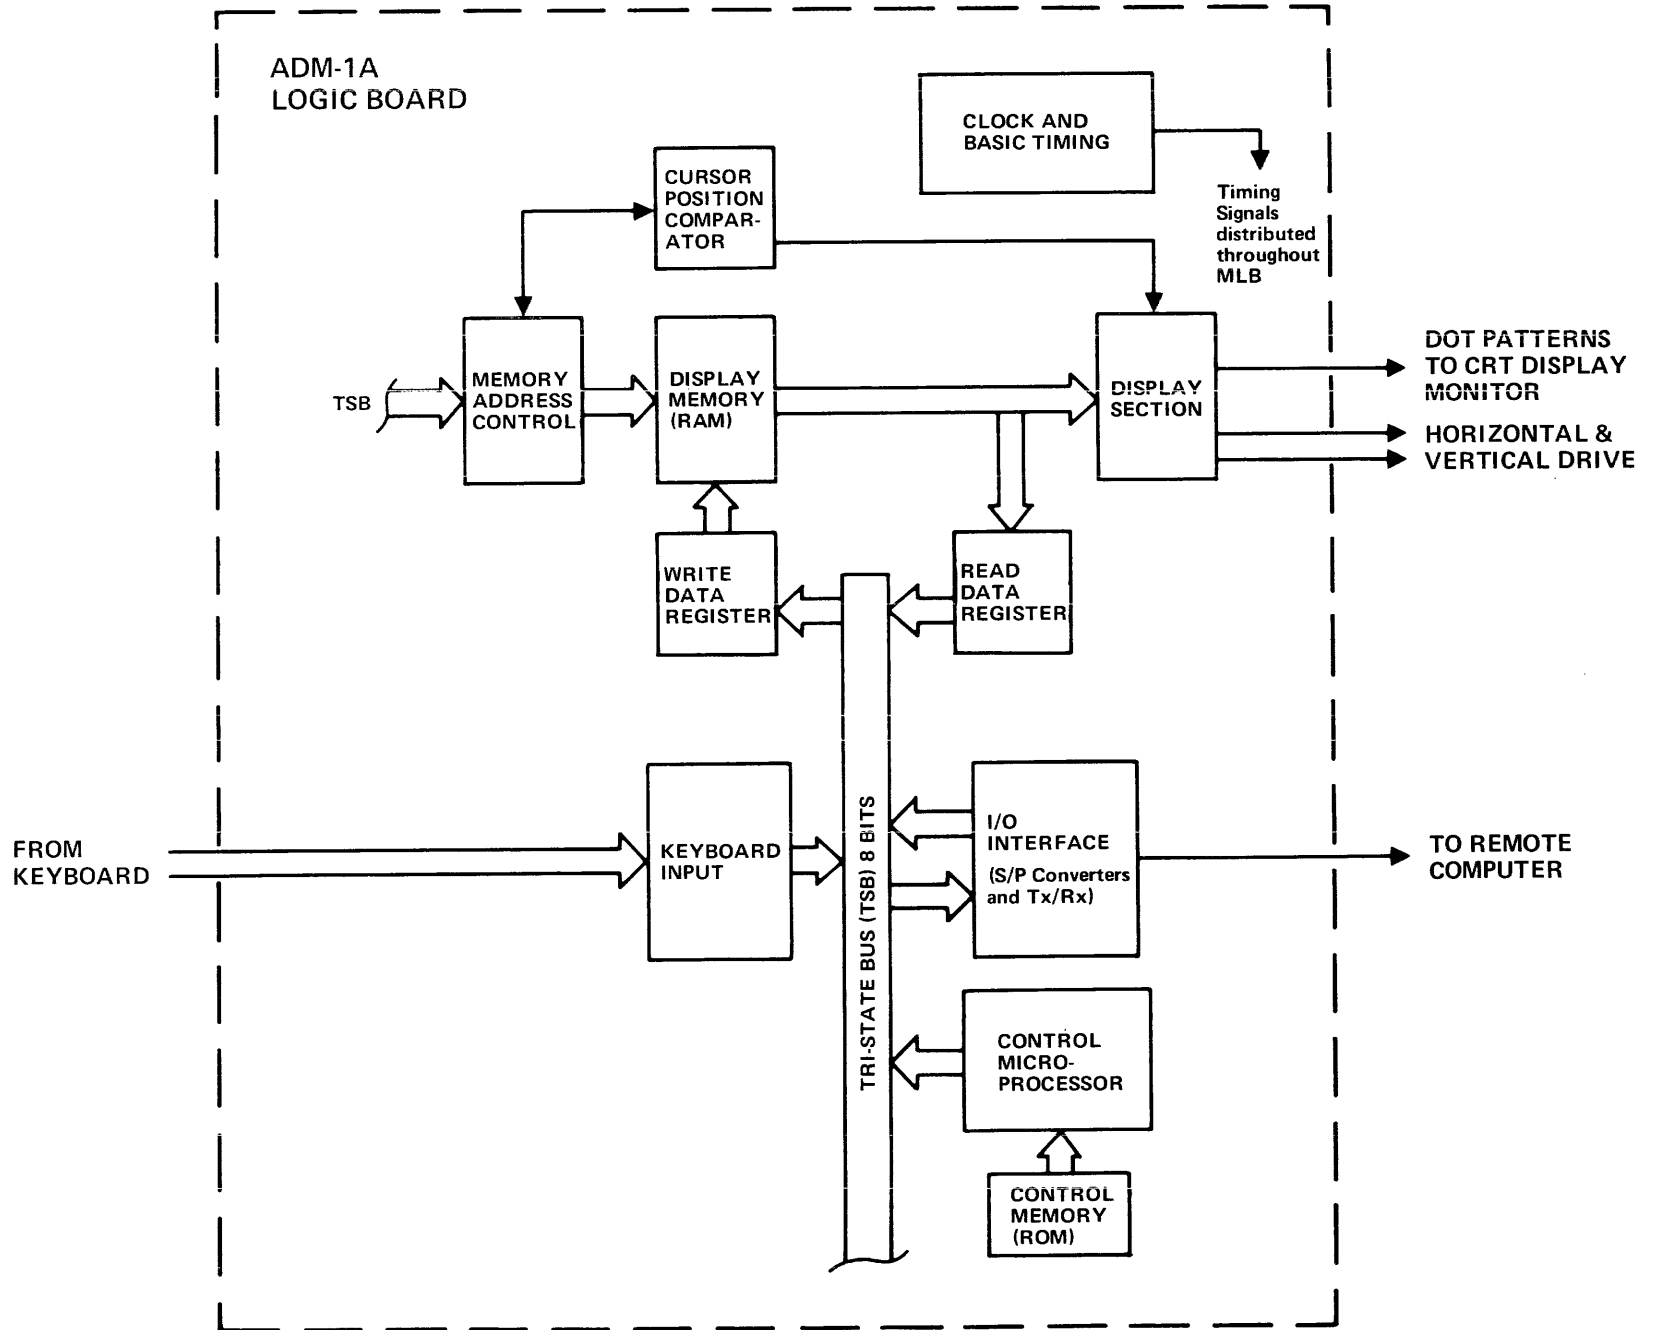 ADM-1A
LOGIC BOARD
CLOCK AND
BASIC TIMING
Timing
Signals
distributed
throughout
MLB
CURSOR
POSITION
COMPAR-
ATOR
TSB
MEMORY
ADDRESS
CONTROL
DISPLAY
MEMORY
(RAM)
DISPLAY
SECTION
DOT PATTERNS
TO CRT DISPLAY
MONITOR
HORIZONTAL &
VERTICAL DRIVE
WRITE
DATA
REGISTER
READ
DATA
REGISTER
FROM
KEYBOARD
KEYBOARD
INPUT
TRI-STATE BUS (TSB) 8 BITS
I/O
INTERFACE
(S/P Converters
and Tx/Rx)
TO REMOTE
COMPUTER
CONTROL
MICRO-
PROCESSOR
CONTROL
MEMORY
(ROM)